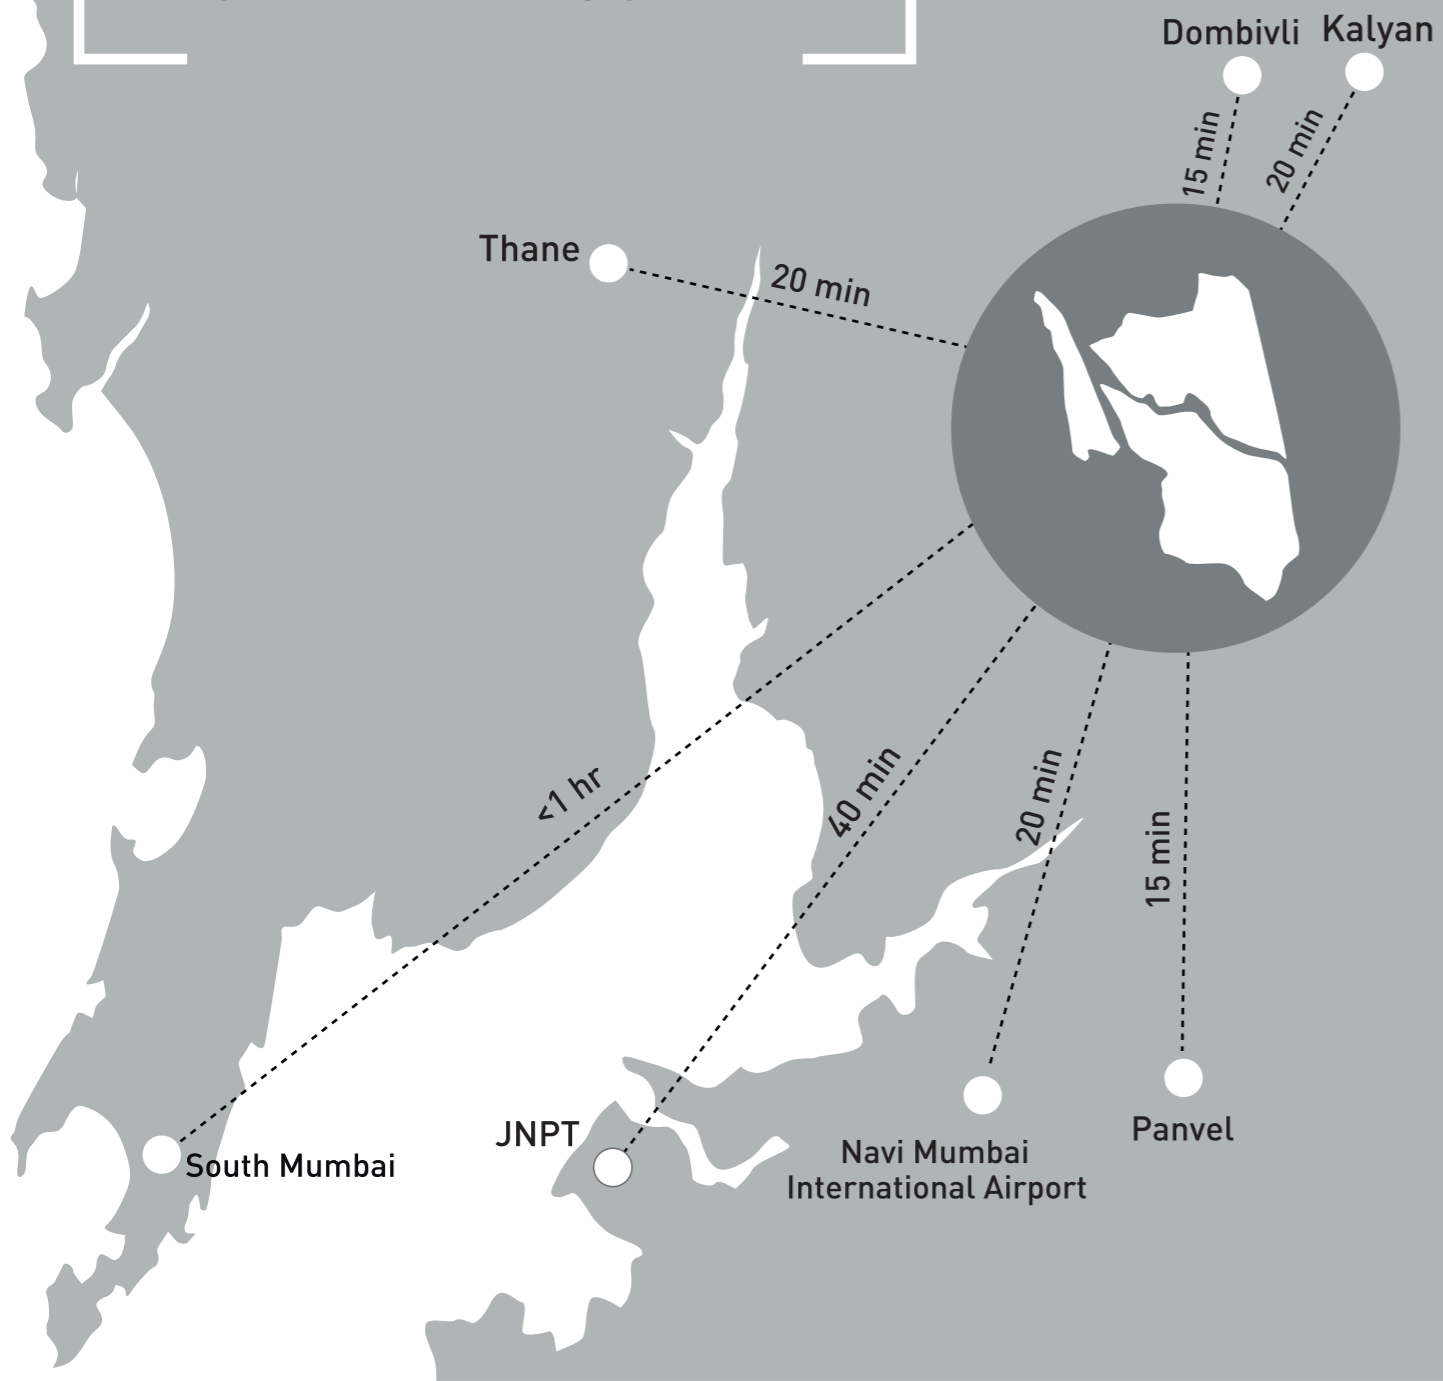 Dombivli
Kalyan
15 min
20 min
Thane
20 min
<1 hr
40 min
20 min
15 min
JNPT
South Mumbai
Panvel
Navi Mumbai
International Airport